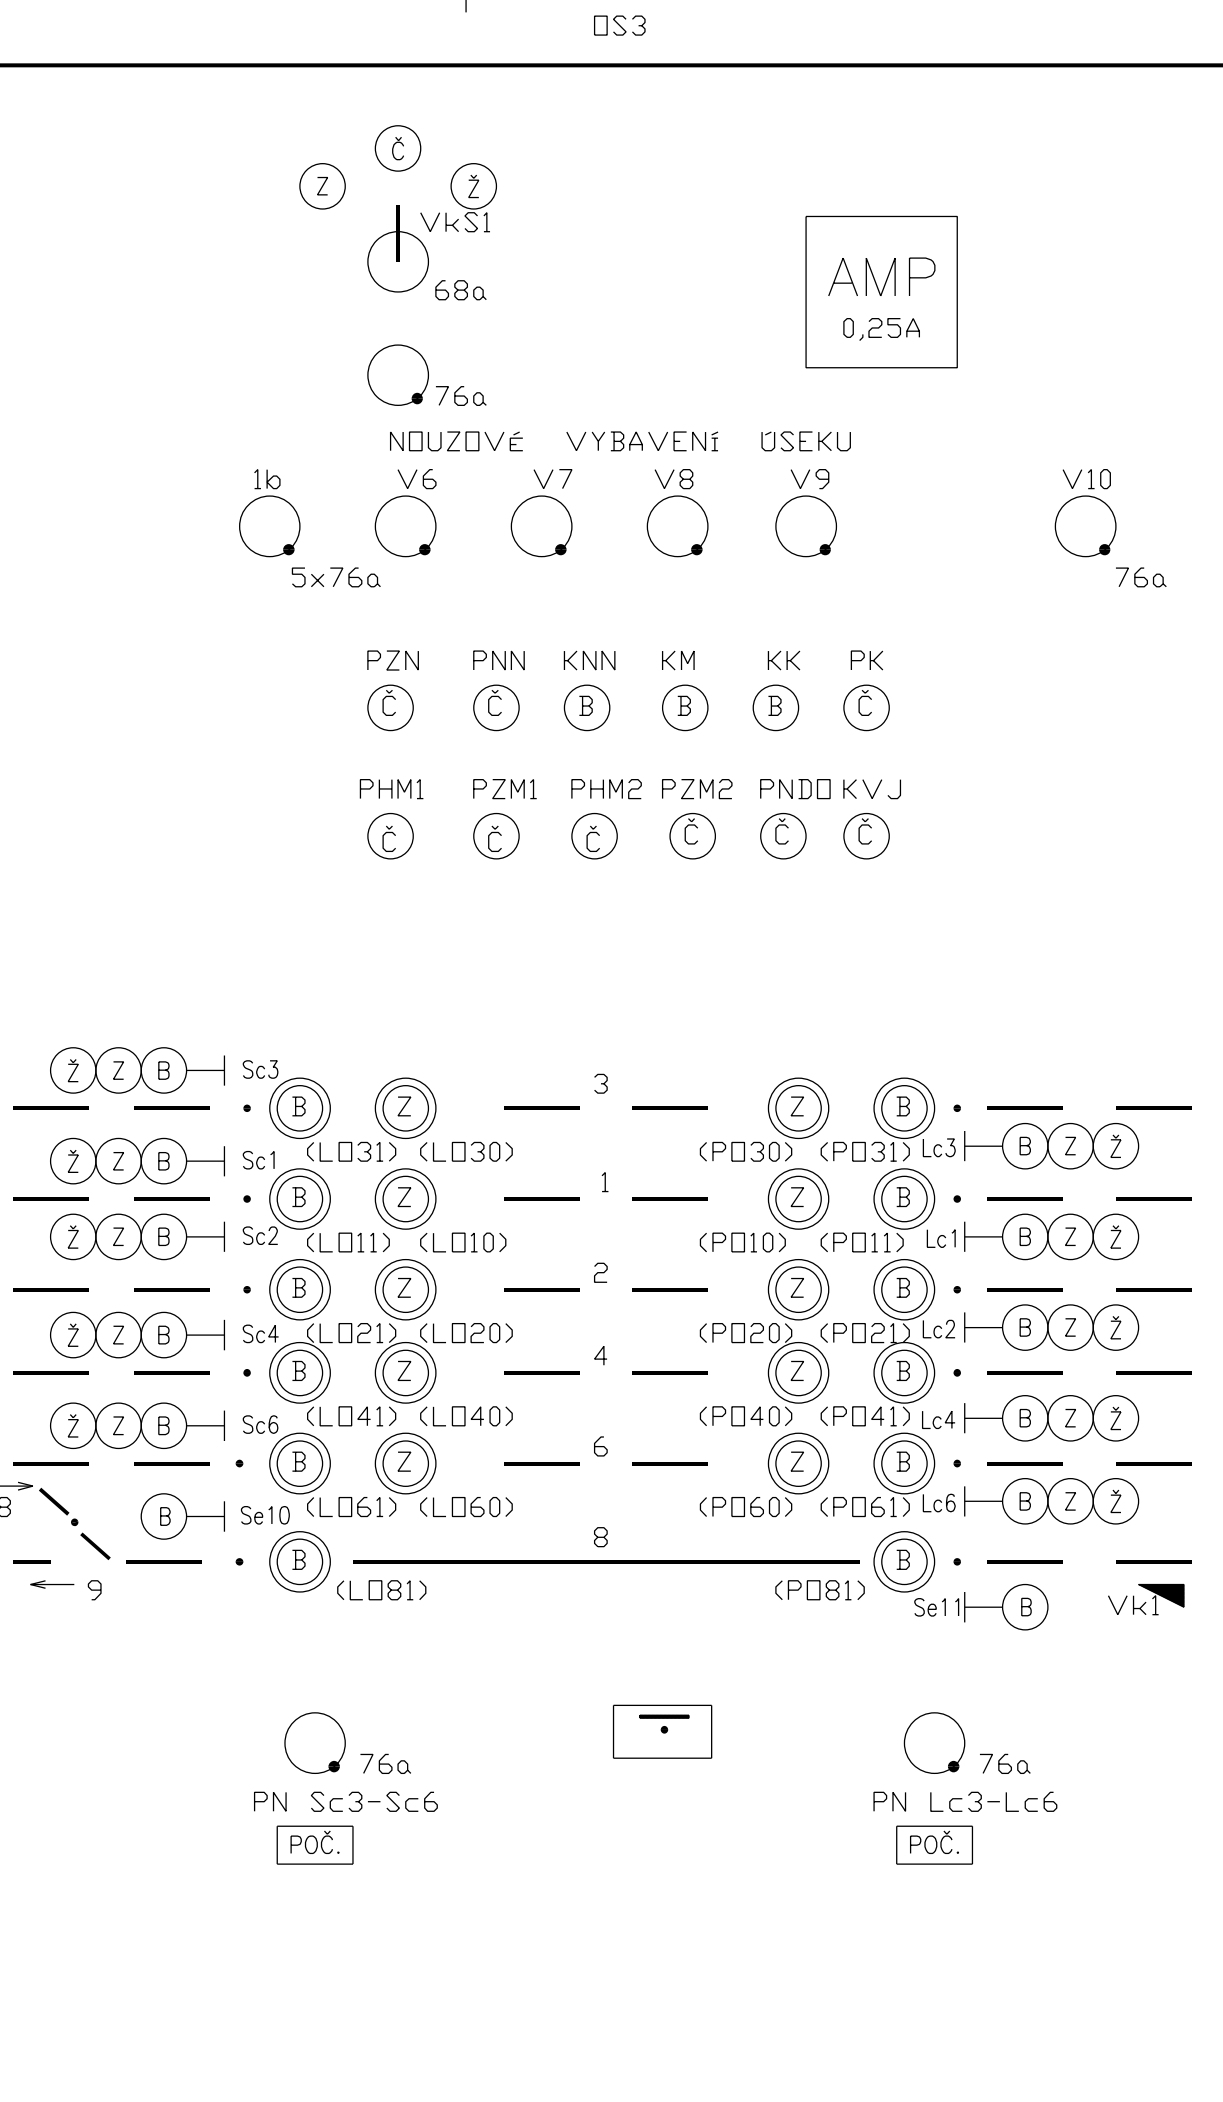 OS3
Č
Z Ž
VkS1
68a
AMP
0,25A
76a
NOUZOVÉ VYBAVENÍ ÚSEKU
1b V6 V7 V8 V9 V10
5x76a 76a
PZN PNN KNN KM KK PK
Č Č B B B Č
PHM1 PZM1 PHM2 PZM2 PNDO KVJ
Č Č Č Č Č Č
Ž Z B Sc3
B Z 3 Z B
Ž Z B Sc1 (LO31) (LO30) (PO30) (PO31) Lc3 B Z Ž
B Z 1 Z B
Ž Z B Sc2 (LO11) (LO10) (PO10) (PO11) Lc1 B Z Ž
B Z 2 Z B
Ž Z B Sc4 (LO21) (LO20) (PO20) (PO21) Lc2 B Z Ž
B Z 4 Z B
Ž Z B Sc6 (LO41) (LO40) (PO40) (PO41) Lc4 B Z Ž
B Z 6 Z B
8 B Se10 (LO61) (LO60) (PO60) (PO61) Lc6 B Z Ž
B 8 B
9 (LO81) (PO81) Se11 B Vk1
76a 76a
PN Sc3-Sc6 PN Lc3-Lc6
POČ. POČ.